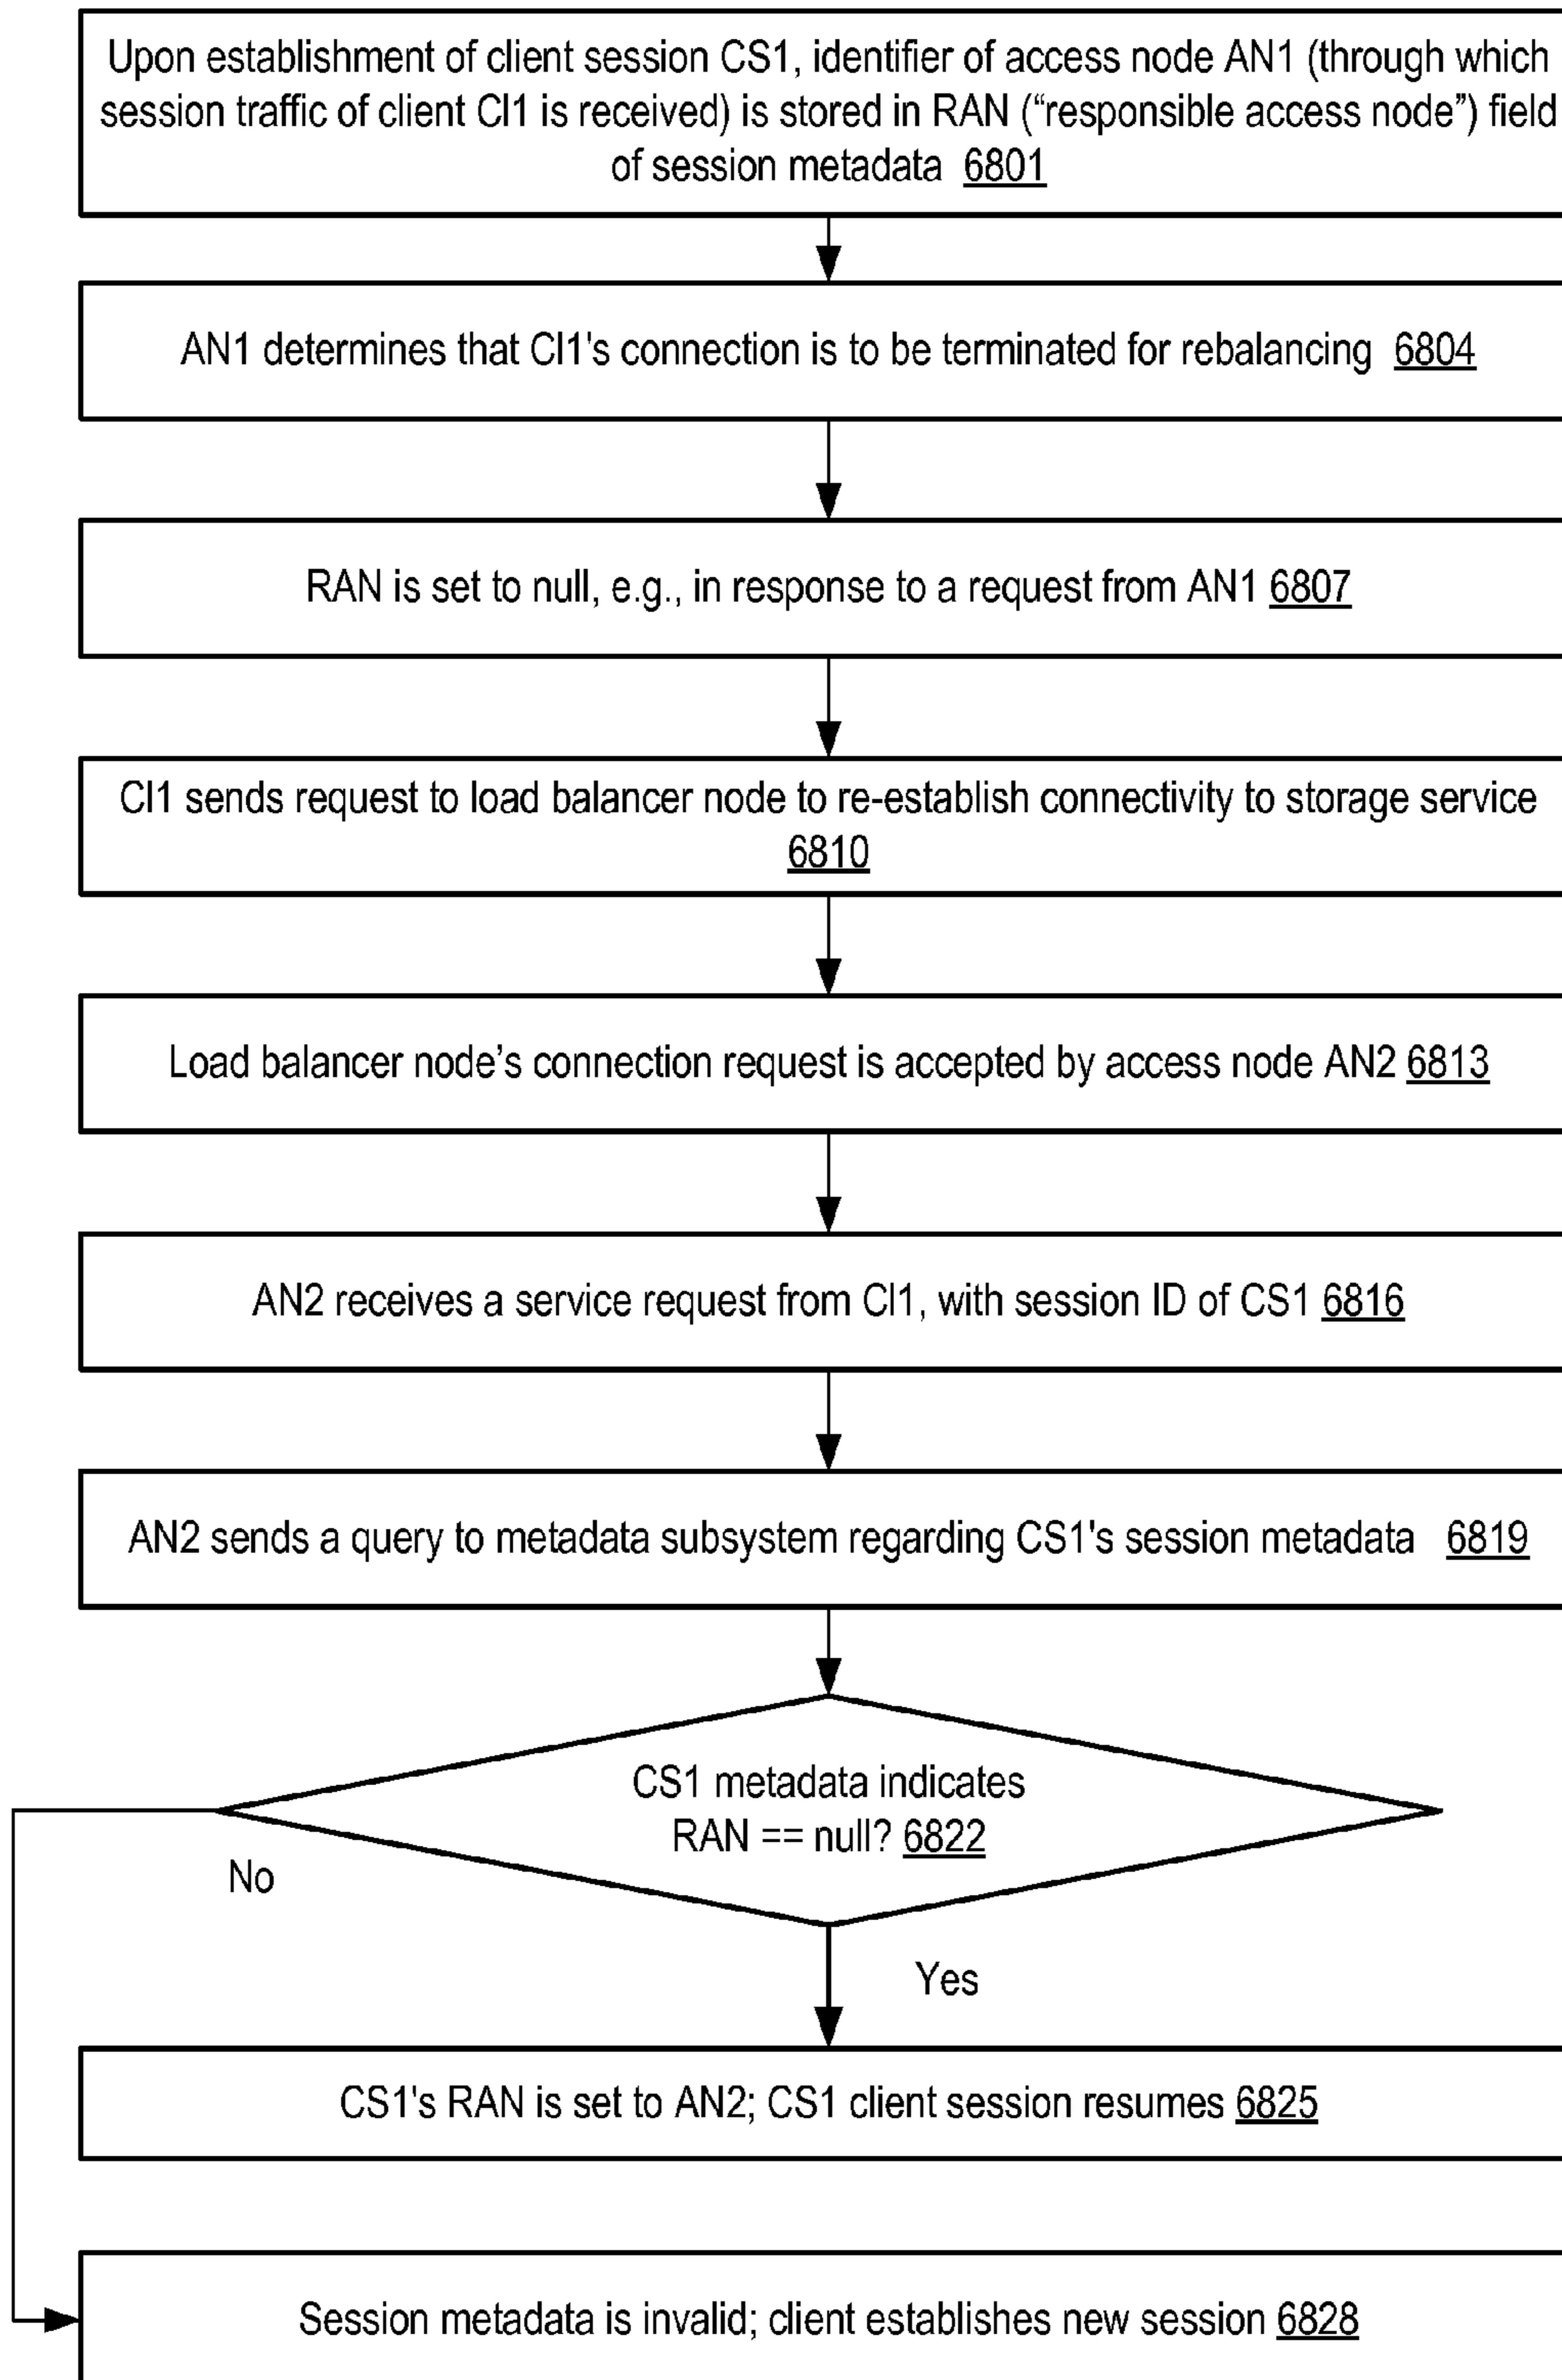 Upon establishment of client session CS1, identifier of access node AN1 (through which
session traffic of client Cl1 is received) is stored in RAN (“responsible access node”) field
of session metadata 6801
AN1 determines that Cl1's connection is to be terminated for rebalancing 6804
RAN is set to null, e.g., in response to a request from AN1 6807
Cl1 sends request to load balancer node to re-establish connectivity to storage service
6810
Load balancer node’s connection request is accepted by access node AN2 6813
AN2 receives a service request from Cl1, with session ID of CS1 6816
AN2 sends a query to metadata subsystem regarding CS1's session metadata 6819
CS1 metadata indicates
RAN == null? 6822
No
Yes
CS1's RAN is set to AN2; CS1 client session resumes 6825
Session metadata is invalid; client establishes new session 6828